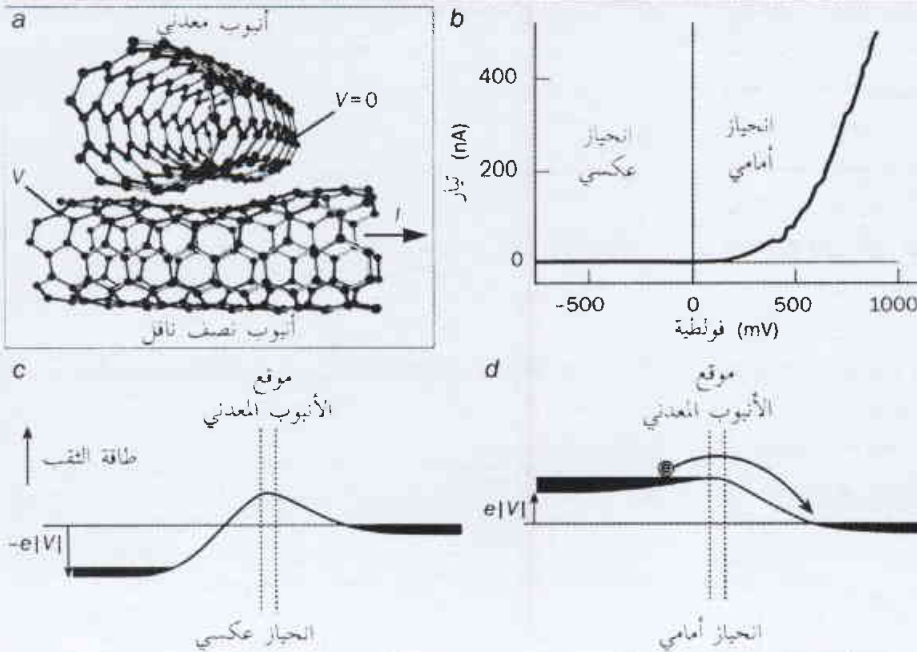 a
أنبوب معدني
V=0
V
I
أنبوب نصف ناقل
b
400
200
0
تيار (nA)
انحياز
عكسي
انحياز
أمامي
-500
0
500
1000
فولطية (mV)
c
موقع
الأنبوب المعدني
طاقة الثقب
-e|V|
انحياز عكسي
d
موقع
الأنبوب المعدني
e|V|
انحياز أمامي